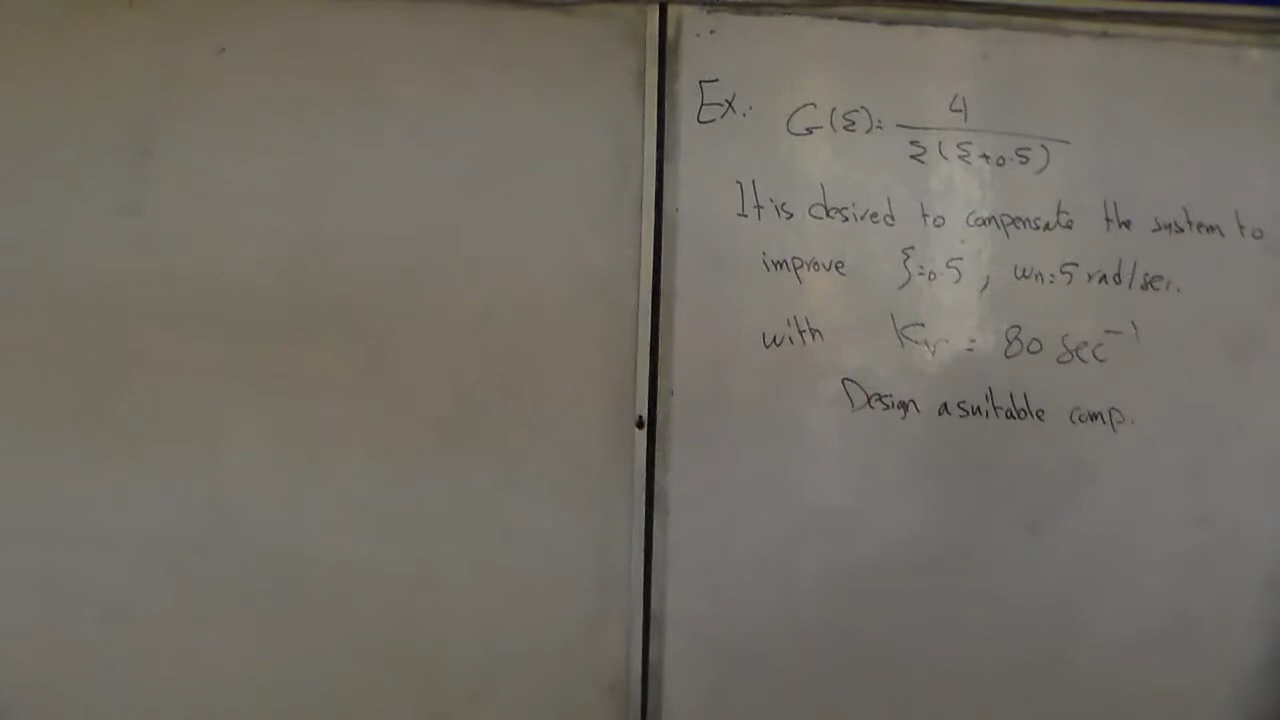 Ex. G(s) = 4 / s(s+0.5)
It is desired to compensate the system to
improve ξ=0.5, ωn=5 rad/sec.
with Kv = 80 sec⁻¹
Design a suitable comp.